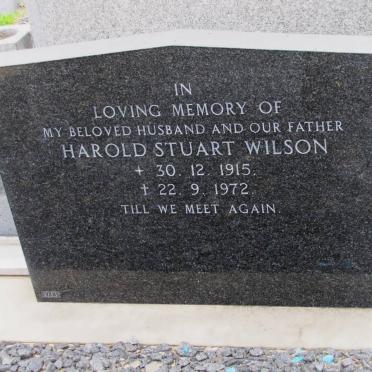 IN
LOVING MEMORY OF
MY BELOVED HUSBAND AND OUR FATHER
HAROLD STUART WILSON
+ 30. 12. 1915.
† 22. 9. 1972.
TILL WE MEET AGAIN.